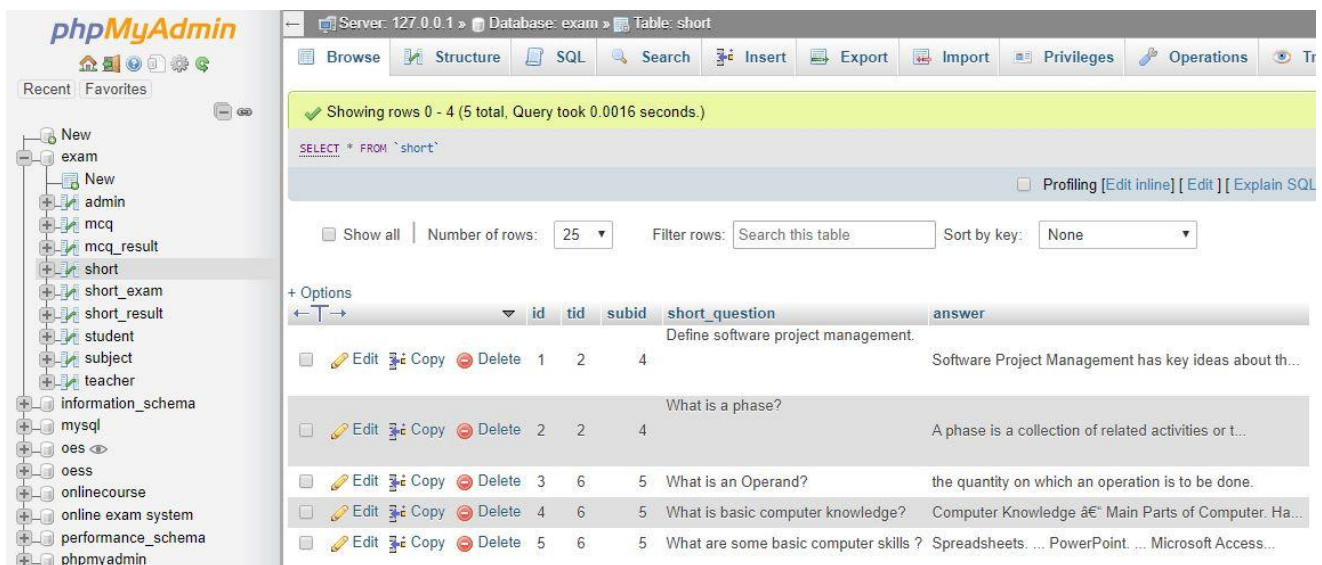 phpMyAdmin
Recent Favorites
New
exam
New
admin
mcq
mcq_result
short
short_exam
short_result
student
subject
teacher
information_schema
mysql
oes
oess
onlinecourse
online exam system
performance_schema
phpmyadmin
Server: 127.0.0.1 » Database: exam » Table: short
Browse Structure SQL Search Insert Export Import Privileges Operations Tr
Showing rows 0 - 4 (5 total, Query took 0.0016 seconds.)
SELECT * FROM `short`
Profiling [Edit inline] [ Edit ] [ Explain SQL
Show all | Number of rows: 25 Filter rows: Search this table Sort by key: None
+ Options
←T→ id tid subid short_question answer
Edit Copy Delete 1 2 4 Define software project management. Software Project Management has key ideas about th...
Edit Copy Delete 2 2 4 What is a phase? A phase is a collection of related activities or t...
Edit Copy Delete 3 6 5 What is an Operand? the quantity on which an operation is to be done.
Edit Copy Delete 4 6 5 What is basic computer knowledge? Computer Knowledge â€“ Main Parts of Computer. Ha...
Edit Copy Delete 5 6 5 What are some basic computer skills ? Spreadsheets. ... PowerPoint. ... Microsoft Access...